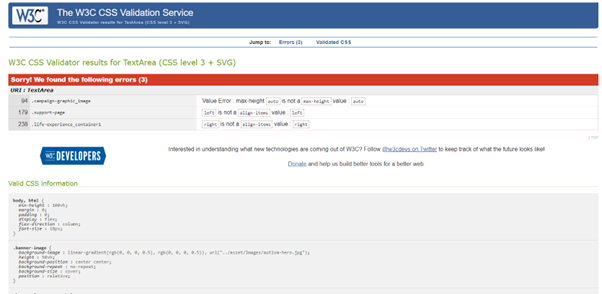 W3C The W3C CSS Validation Service
W3C CSS Validator results for TextArea (CSS level 3 + SVG)
Jump to: Errors (3) Validated CSS
W3C CSS Validator results for TextArea (CSS level 3 + SVG)
Sorry! We found the following errors (3)
URI : TextArea
94 .campaign-graphic_image Value Error : max-height auto is not a max-height value : auto
179 .support-page left is not a align-items value : left
238 .life-experience_container1 right is not a align-items value : right
W3C DEVELOPERS
Interested in understanding what new technologies are coming out of W3C? Follow @w3cdevs on Twitter to keep track of what the future looks like!
Donate and help us build better tools for a better web
Valid CSS information
body, html {
min-height : 100vh;
margin : 0;
padding : 0;
display : flex;
flex-direction : column;
font-size : 18px;
}
.banner-image {
background-image : linear-gradient(rgb(0, 0, 0, 0.5), rgb(0, 0, 0, 0.5)), url("../asset/Images/autism-hero.jpg");
height : 50vh;
background-position : center center;
background-repeat : no-repeat;
background-size : cover;
position : relative;
}